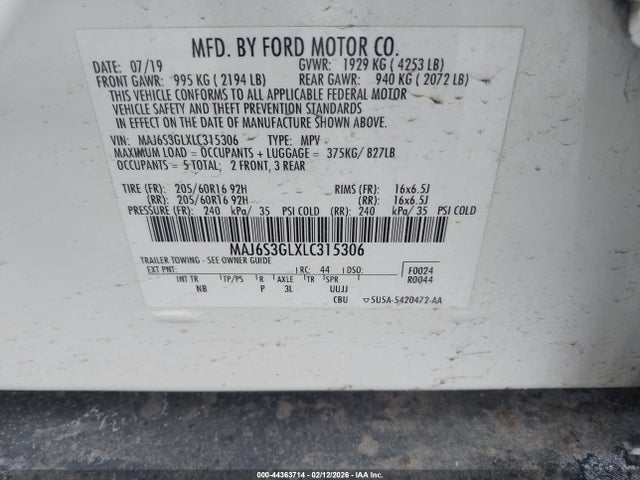 MFD. BY FORD MOTOR CO.
DATE: 07/19 GVWR: 1929 KG ( 4253 LB)
FRONT GAWR: 995 KG ( 2194 LB) REAR GAWR: 940 KG ( 2072 LB)
THIS VEHICLE CONFORMS TO ALL APPLICABLE FEDERAL MOTOR
VEHICLE SAFETY AND THEFT PREVENTION STANDARDS
IN EFFECT ON THE DATE OF MANUFACTURE SHOWN ABOVE.
VIN: MAJ6S3GLXLC315306 TYPE: MPV
MAXIMUM LOAD = OCCUPANTS + LUGGAGE = 375KG/ 827LB
OCCUPANTS = 5 TOTAL; 2 FRONT, 3 REAR
TIRE (FR): 205/60R16 92H RIMS (FR): 16x6.5J
(RR): 205/60R16 92H (RR): 16x6.5J
PRESSURE (FR): 240 kPa/ 35 PSI COLD (RR): 240 kPa/ 35 PSI COLD
MAJ6S3GLXLC315306
TRAILER TOWING - SEE OWNER GUIDE
EXT PNT: RC: 44 DSO: F0024
INT TR TP/PS R AXLE TR SPR R0044
NB P 3L UUJJ
CBU ▽5U5A-5420472-AA
000-44363714 - 02/12/2026 - IAA Corp.